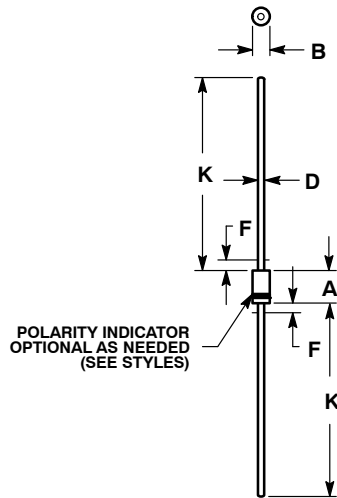 B
K
D
F
A
POLARITY INDICATOR
OPTIONAL AS NEEDED
(SEE STYLES)
F
K